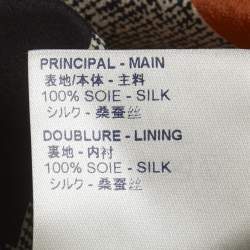 PRINCIPAL - MAIN
表地/本体 - 主料
100% SOIE - SILK
シルク - 桑蚕丝
DOUBLURE - LINING
裏地 - 内衬
100% SOIE - SILK
シルク - 桑蚕丝